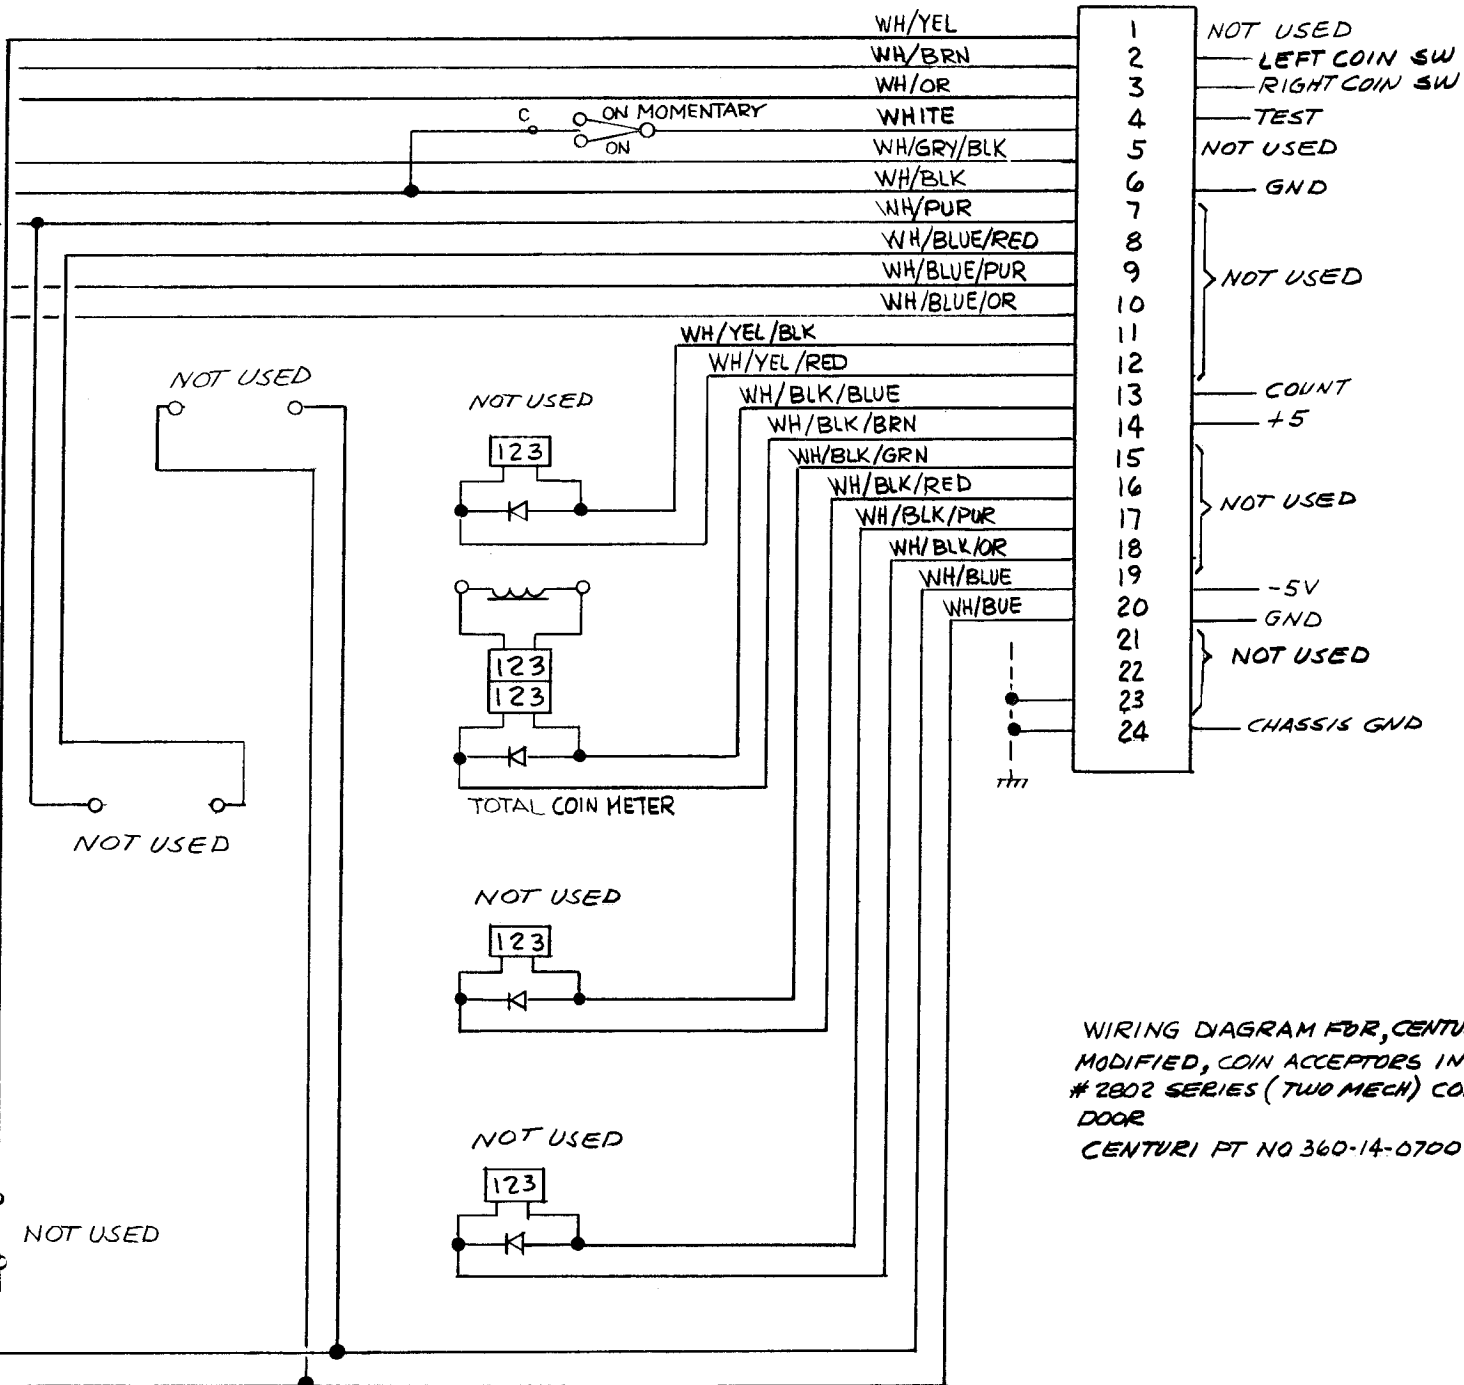 WH/YEL 1 NOT USED
WH/BRN 2 LEFT COIN SW
WH/OR 3 RIGHT COIN SW
C ON MOMENTARY WHITE 4 TEST
ON
WH/GRY/BLK 5 NOT USED
WH/BLK 6 GND
WH/PUR 7
WH/BLUE/RED 8
WH/BLUE/PUR 9 NOT USED
WH/BLUE/OR 10
WH/YEL/BLK 11
WH/YEL/RED 12
WH/BLK/BLUE 13 COUNT
WH/BLK/BRN 14 +5
WH/BLK/GRN 15
WH/BLK/RED 16 NOT USED
WH/BLK/PUR 17
WH/BLK/OR 18
WH/BLUE 19 -5V
WH/BUE 20 GND
21
22 NOT USED
23
24 CHASSIS GND
NOT USED
NOT USED
123
123
123
TOTAL COIN METER
NOT USED
NOT USED
123
NOT USED
123
NOT USED
WIRING DIAGRAM FOR, CENTU
MODIFIED, COIN ACCEPTORS IN
# 2802 SERIES (TWO MECH) CO
DOOR
CENTURI PT NO 360-14-0700